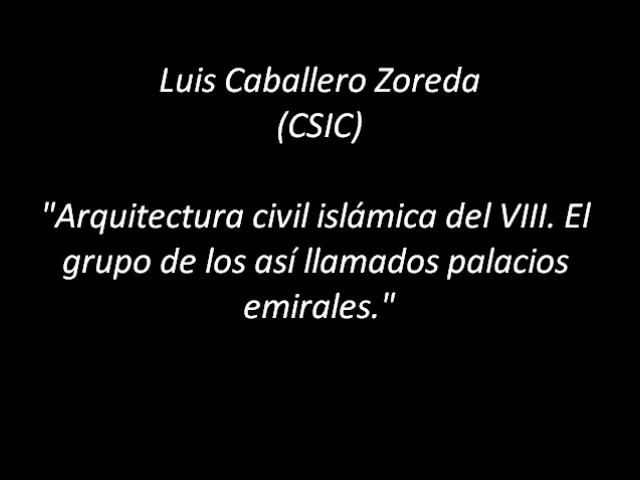 Luis Caballero Zoreda
(CSIC)
"Arquitectura civil islámica del VIII. El
grupo de los así llamados palacios
emirales."